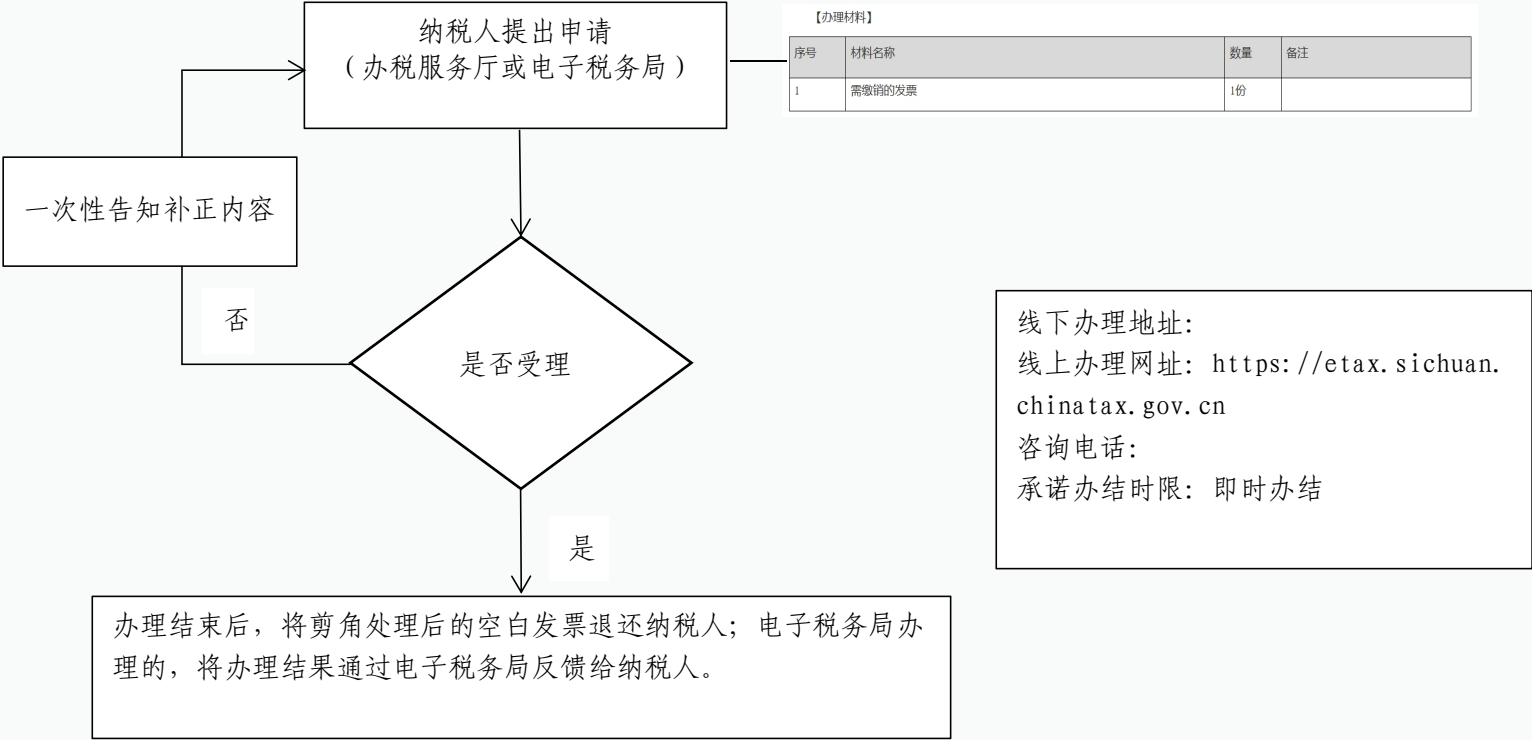 纳税人提出申请
（办税服务厅或电子税务局）
【办理材料】
序号 材料名称 数量 备注
1 需缴销的发票 1份
一次性告知补正内容
否
是否受理
线下办理地址：
线上办理网址：https://etax.sichuan.
chinatax.gov.cn
咨询电话：
承诺办结时限：即时办结
是
办理结束后，将剪角处理后的空白发票退还纳税人；电子税务局办
理的，将办理结果通过电子税务局反馈给纳税人。